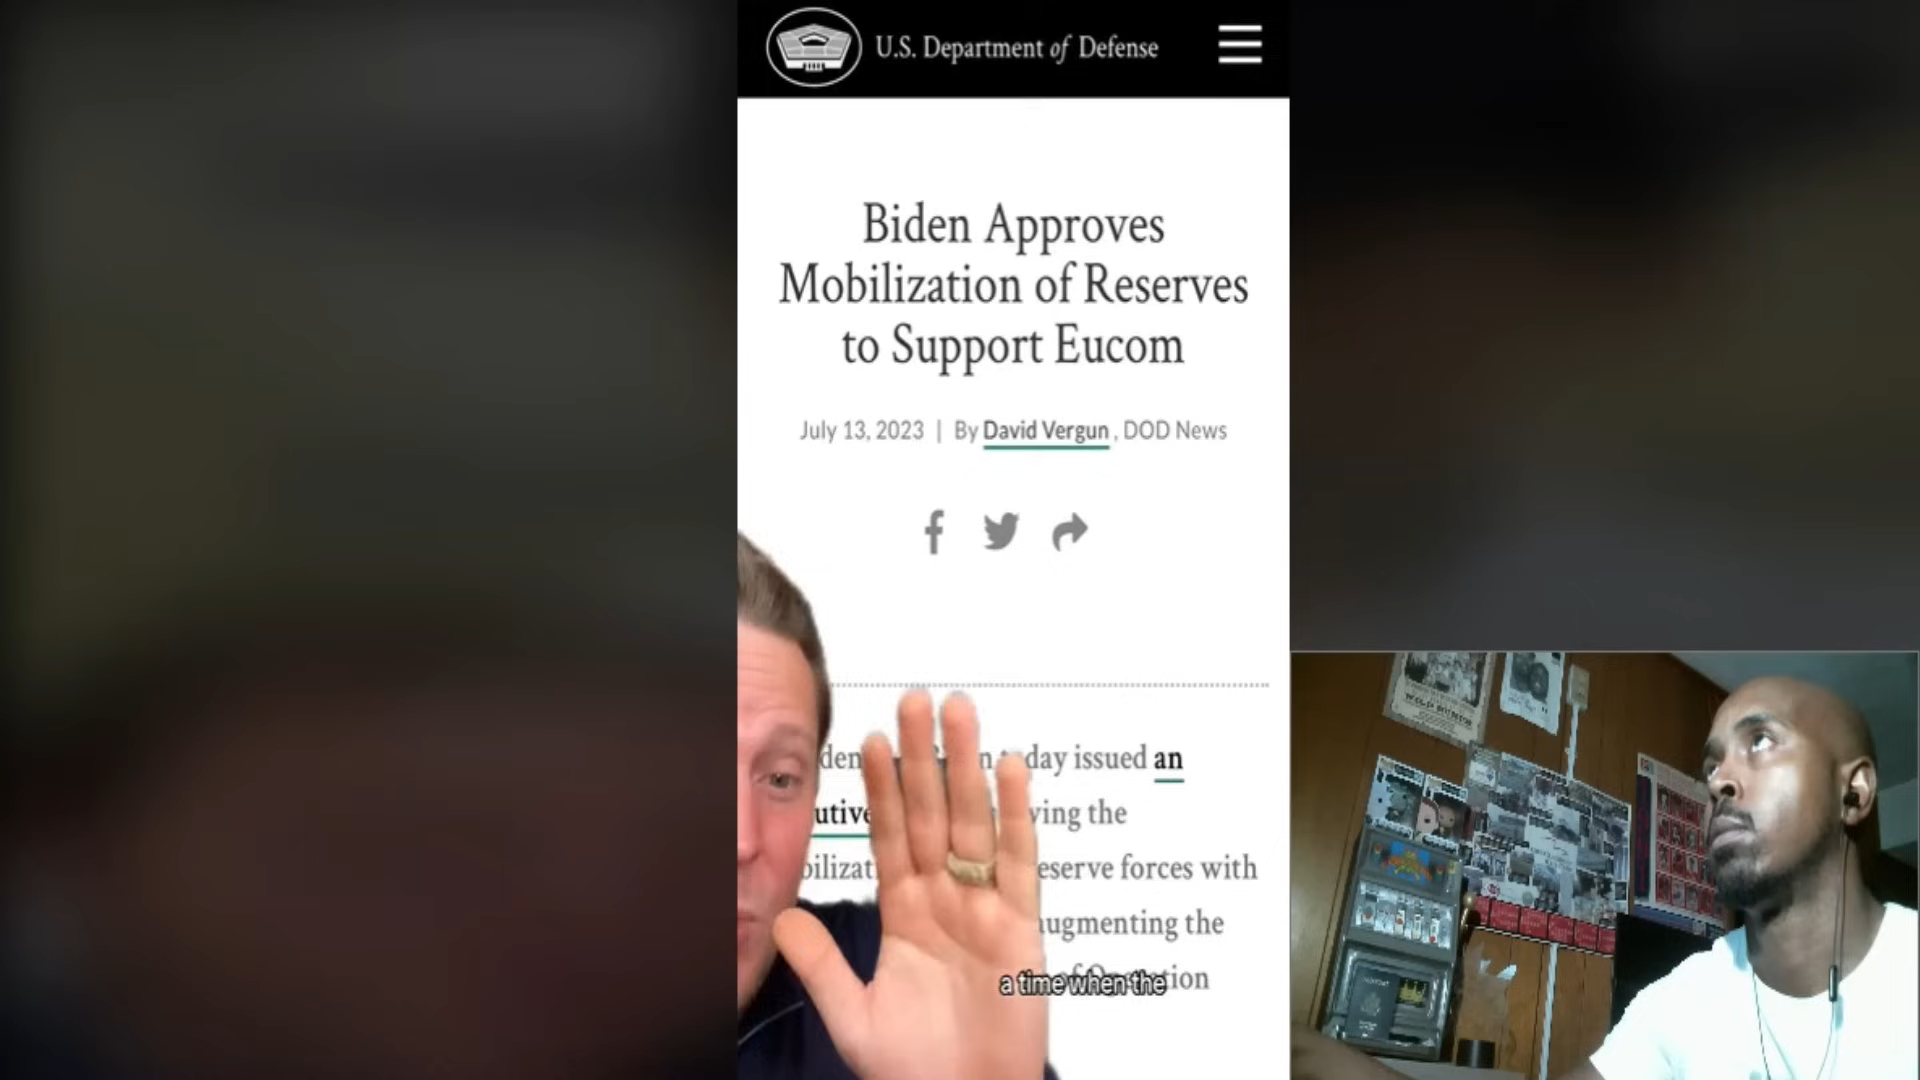 U.S. Department of Defense
Biden Approves
Mobilization of Reserves
to Support Eucom
July 13, 2023 | By David Vergun, DOD News
day issued an
ving the
eserve forces with
augmenting the
a time when the